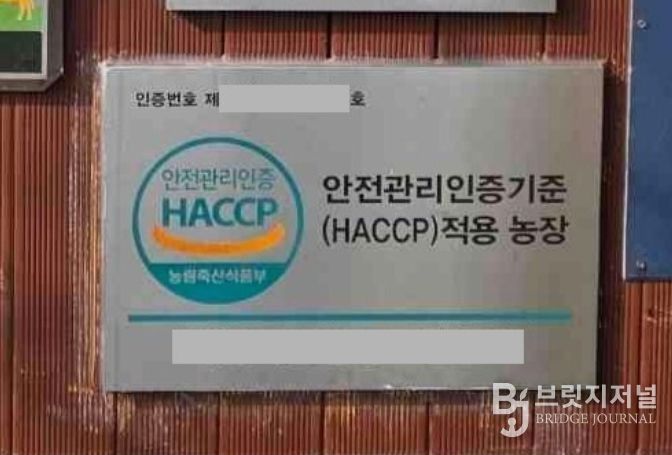 인증번호 제 호
안전관리인증
HACCP
농림축산식품부
안전관리인증기준
(HACCP)적용 농장
BJ 브릿지저널
BRIDGE JOURNAL